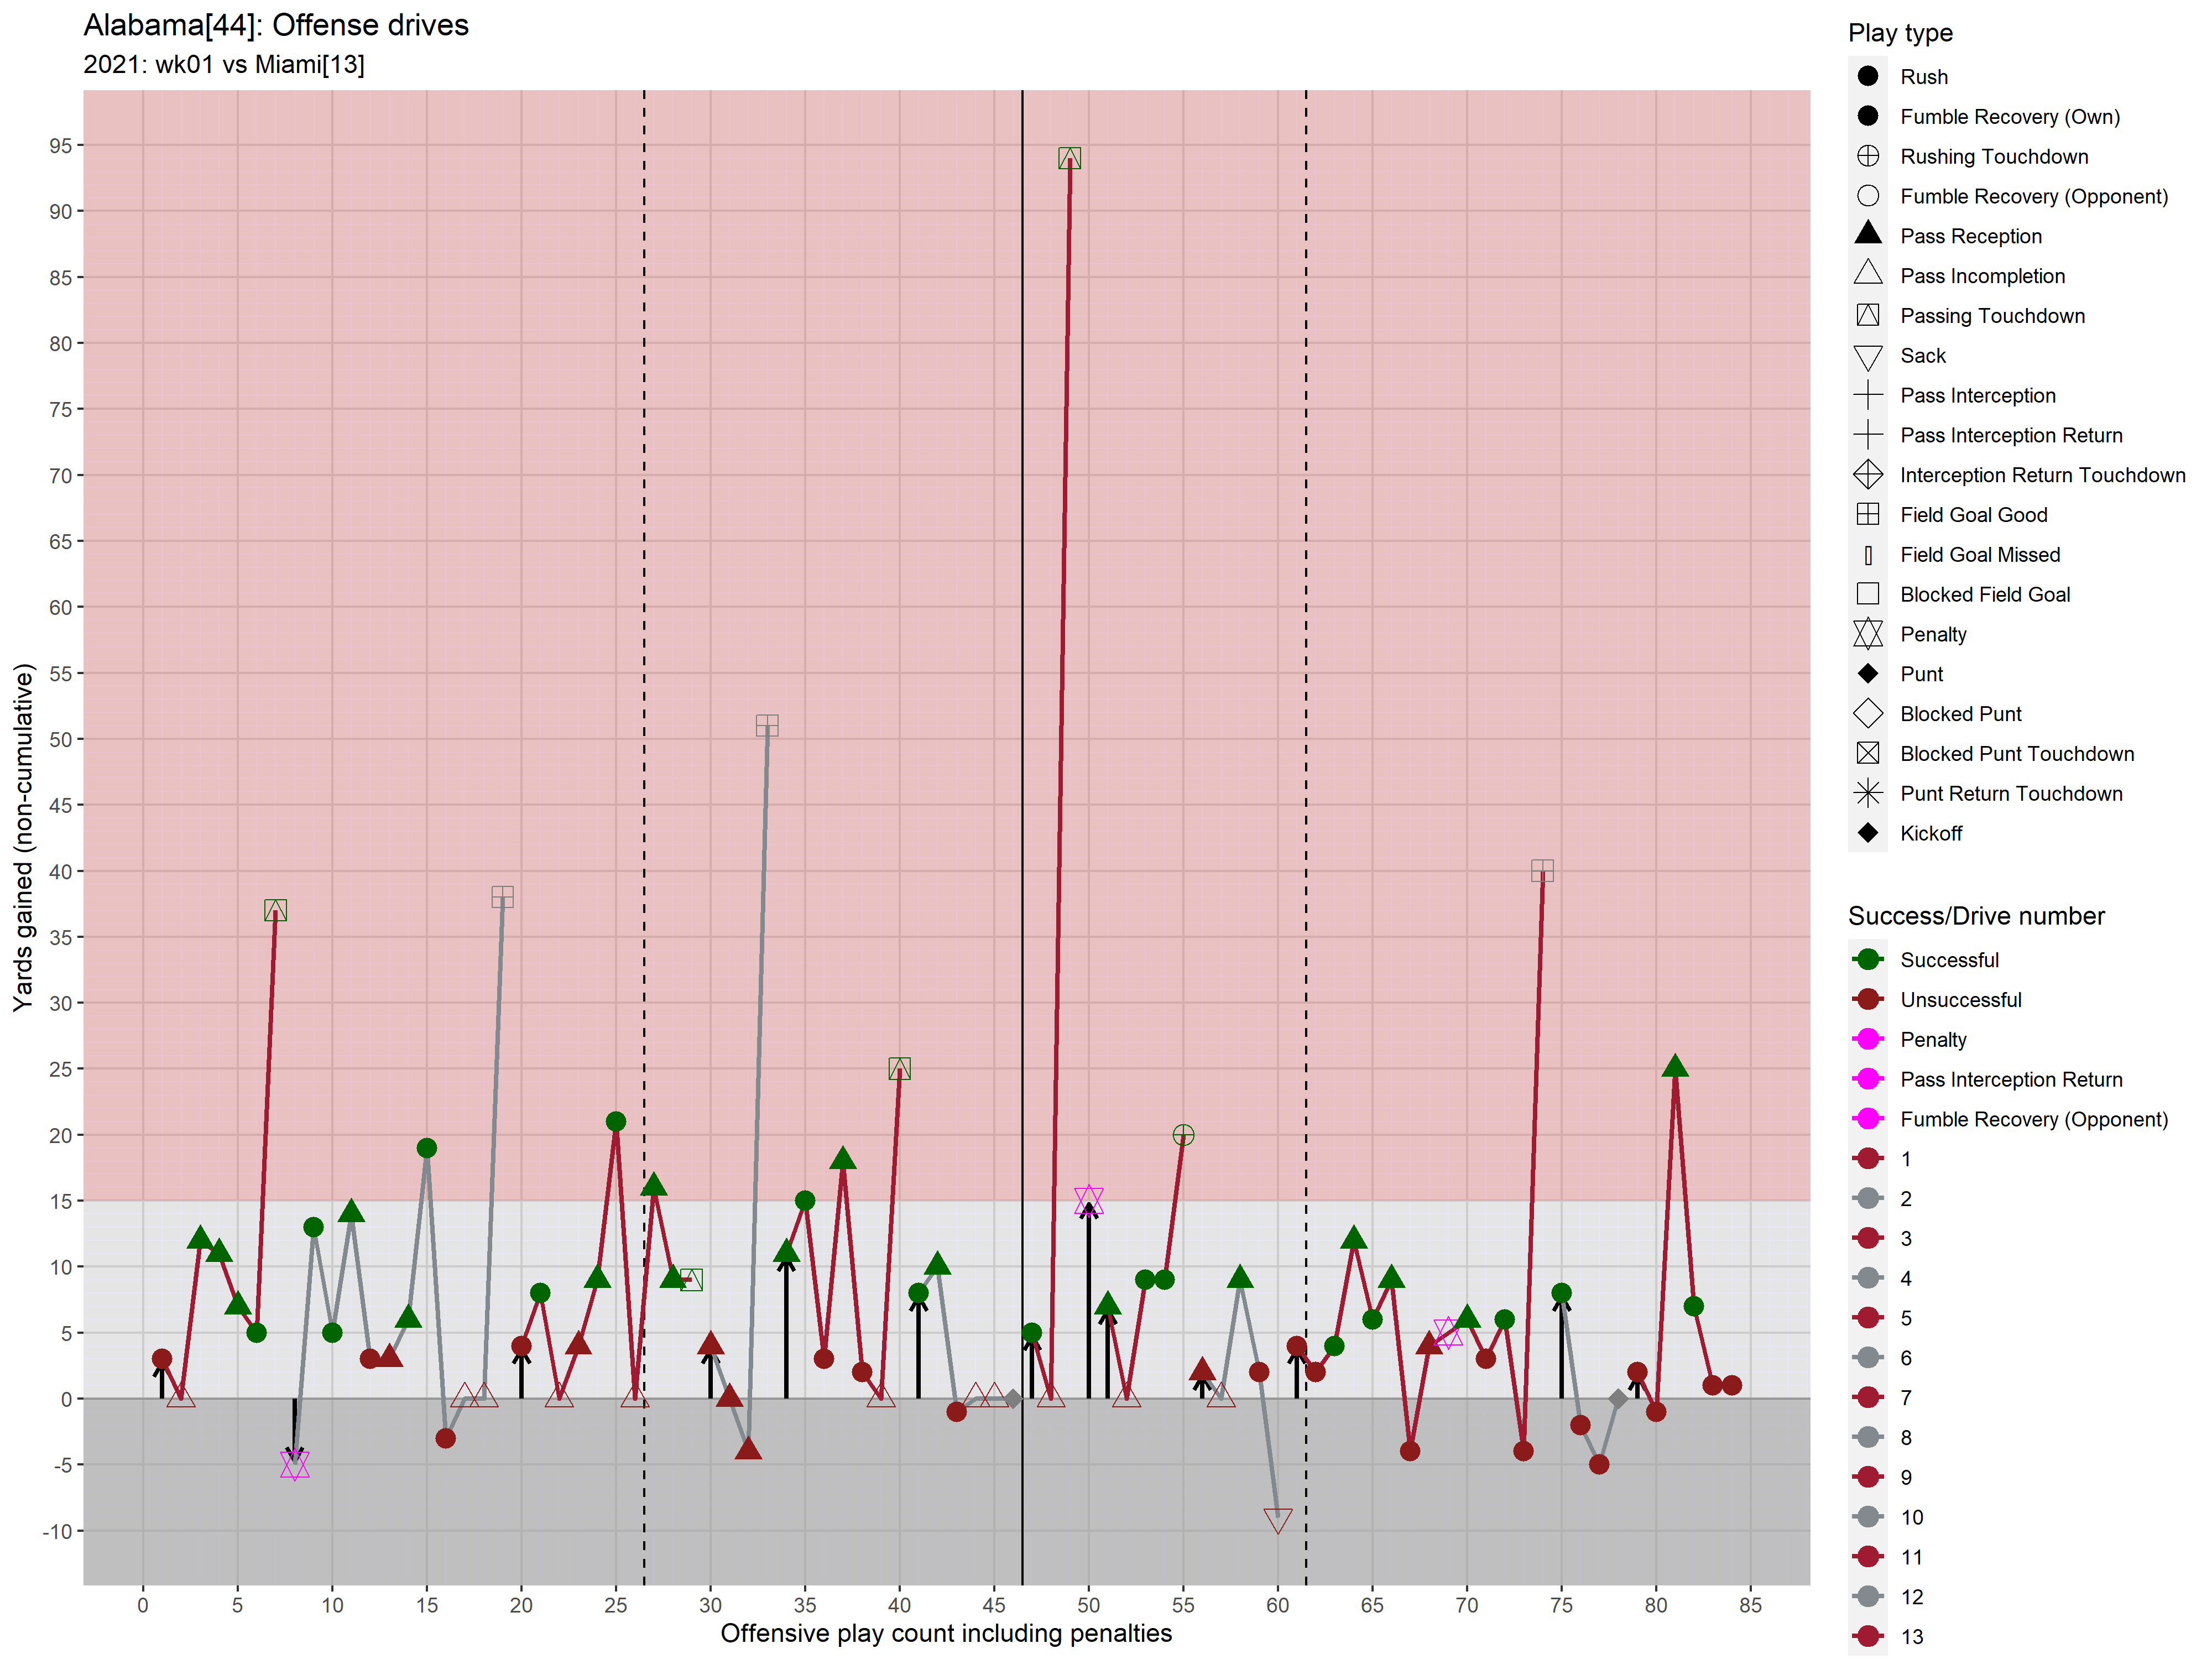 Alabama[44]: Offense drives
2021: wk01 vs Miami[13]
Yards gained (non-cumulative)
95
90
85
80
75
70
65
60
55
50
45
40
35
30
25
20
15
10
5
0
-5
-10
0 5 10 15 20 25 30 35 40 45 50 55 60 65 70 75 80 85
Offensive play count including penalties
Play type
Rush
Fumble Recovery (Own)
Rushing Touchdown
Fumble Recovery (Opponent)
Pass Reception
Pass Incompletion
Passing Touchdown
Sack
Pass Interception
Pass Interception Return
Interception Return Touchdown
Field Goal Good
Field Goal Missed
Blocked Field Goal
Penalty
Punt
Blocked Punt
Blocked Punt Touchdown
Punt Return Touchdown
Kickoff
Success/Drive number
Successful
Unsuccessful
Penalty
Pass Interception Return
Fumble Recovery (Opponent)
1
2
3
4
5
6
7
8
9
10
11
12
13